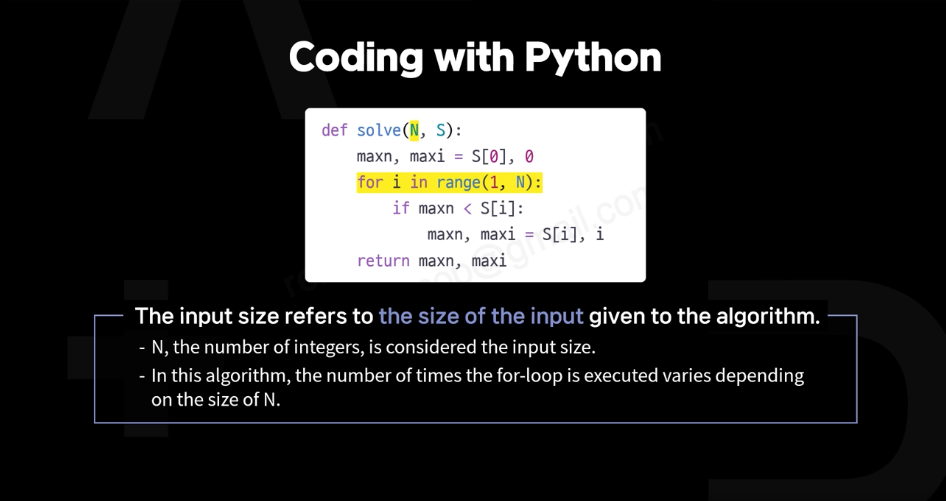 Coding with Python
def solve(N, S):
    maxn, maxi = S[0], 0
    for i in range(1, N):
        if maxn < S[i]:
            maxn, maxi = S[i], i
    return maxn, maxi
The input size refers to the size of the input given to the algorithm.
- N, the number of integers, is considered the input size.
- In this algorithm, the number of times the for-loop is executed varies depending
on the size of N.